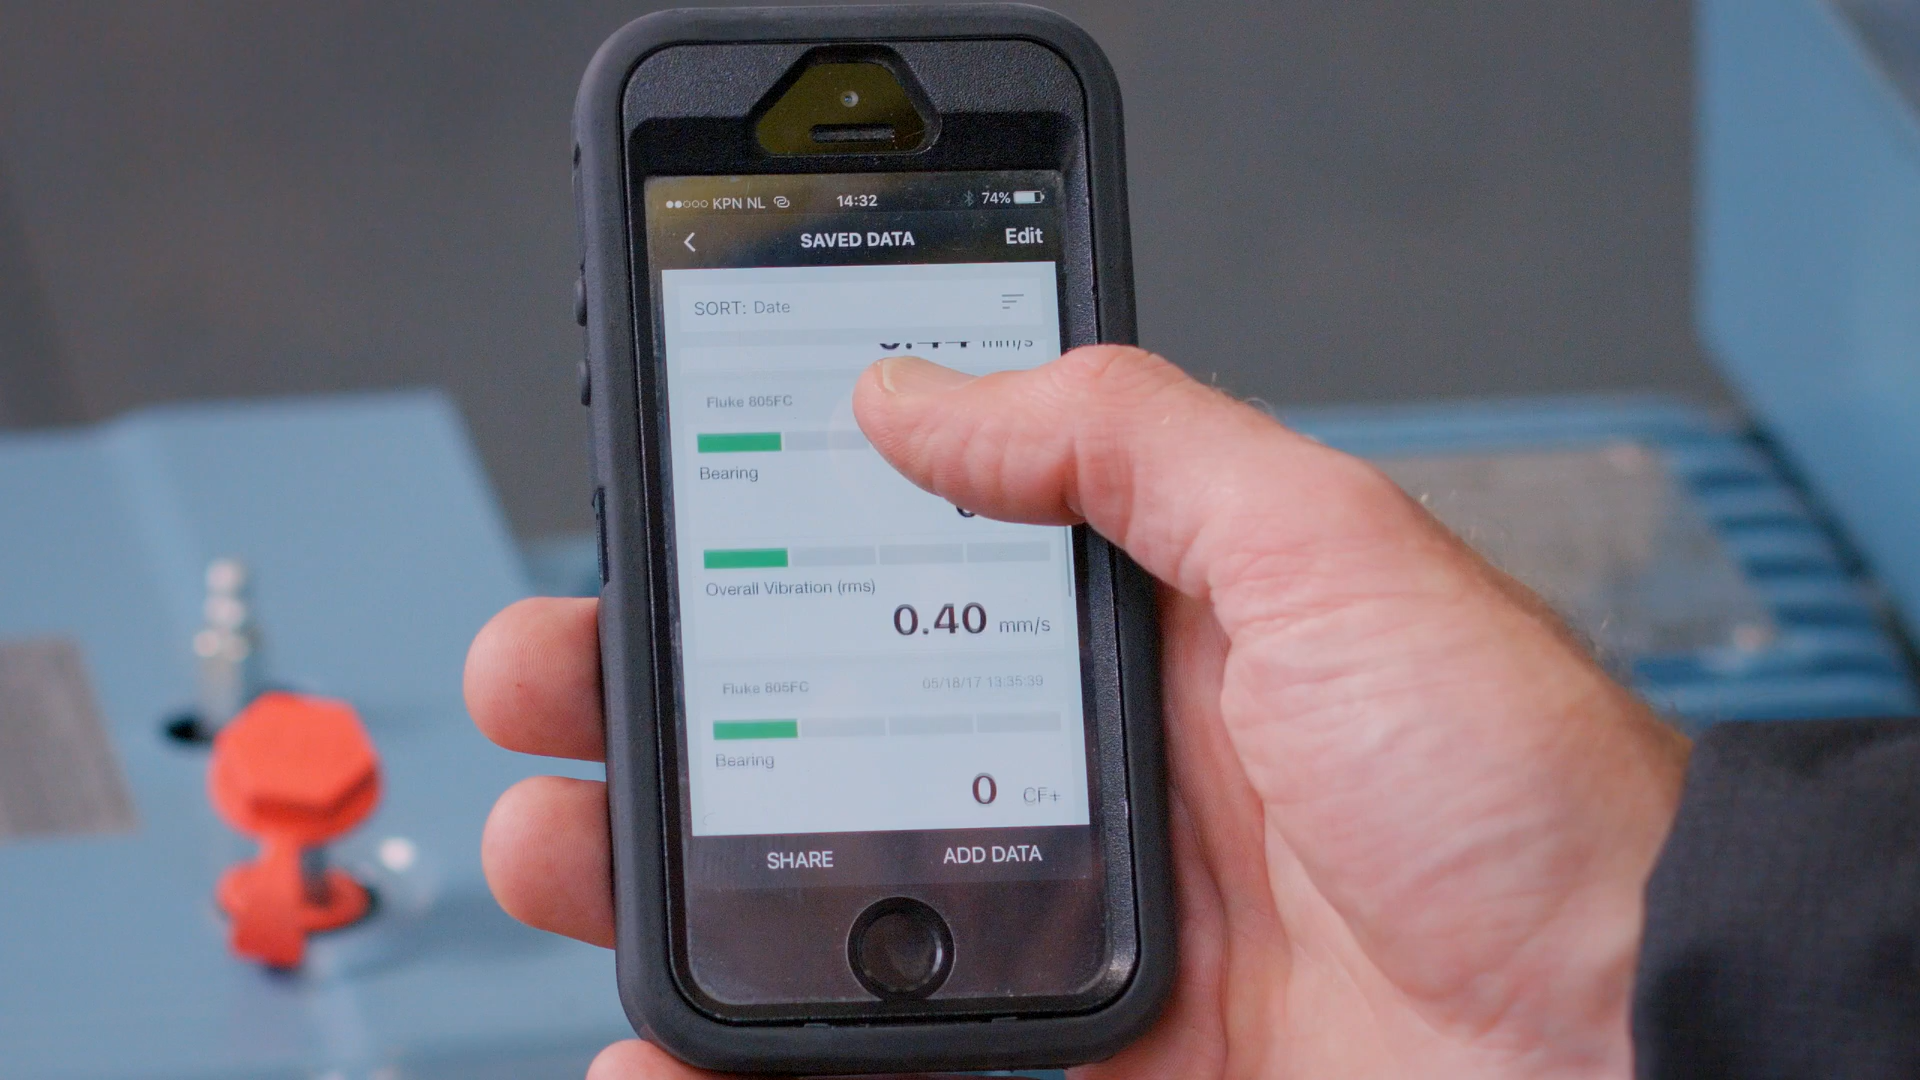 KPN NL 14:32 74%
SAVED DATA Edit
SORT: Date
mm/s
Fluke 805FC
Bearing
Overall Vibration (rms)
0.40 mm/s
Fluke 805FC 05/18/17 13:35:39
Bearing
0 CF+
SHARE ADD DATA